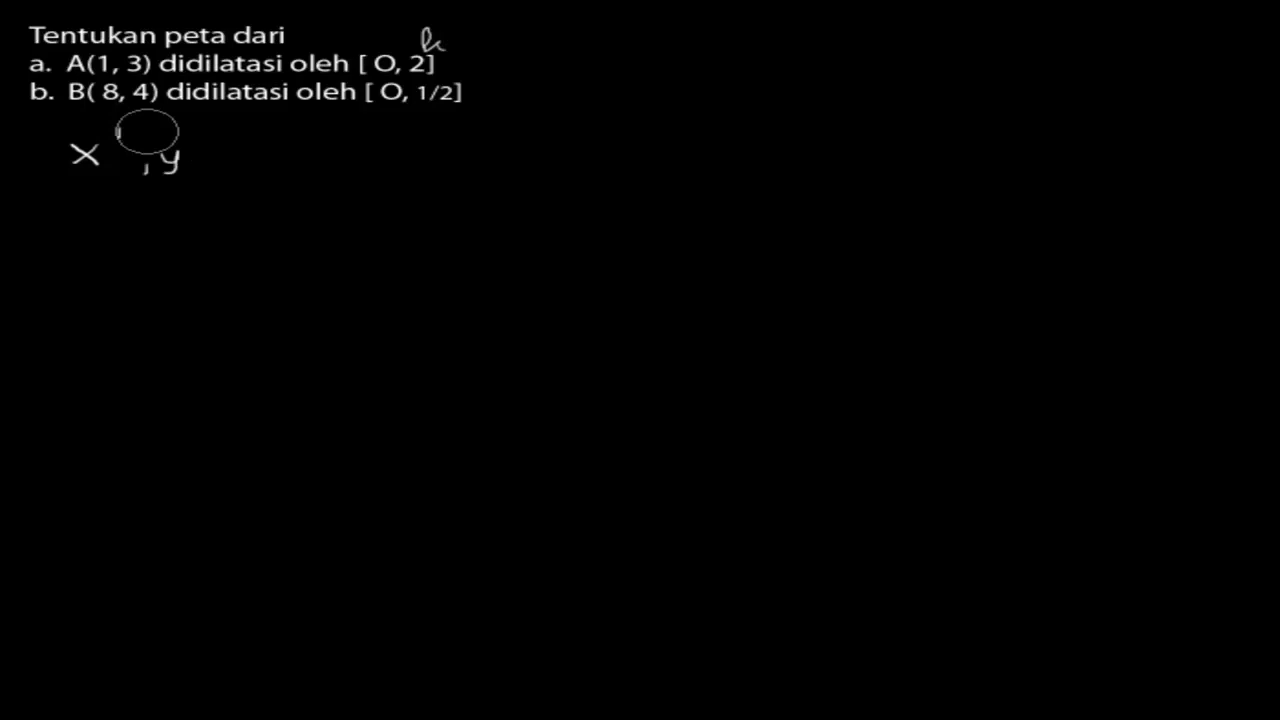 Tentukan peta dari
k
a. A(1, 3) didilatasi oleh [ O, 2]
b. B( 8, 4) didilatasi oleh [ O, 1/2]
x , y